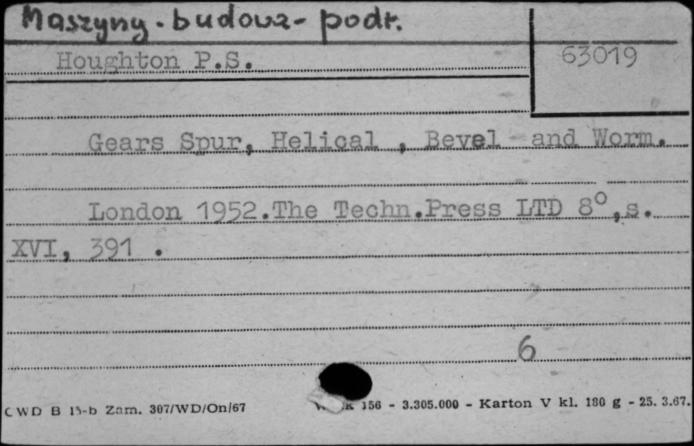 Maszyny - budowa - podr.
Houghton P.S.
63019
Gears Spur, Helical , Bevel and Worm.
London 1952.The Techn.Press LTD 8°,s.
XVI, 391 .
6
CWD B 15-b Zam. 307/WD/On/67
156 - 3.305.000 - Karton V kl. 180 g - 25. 3.67.